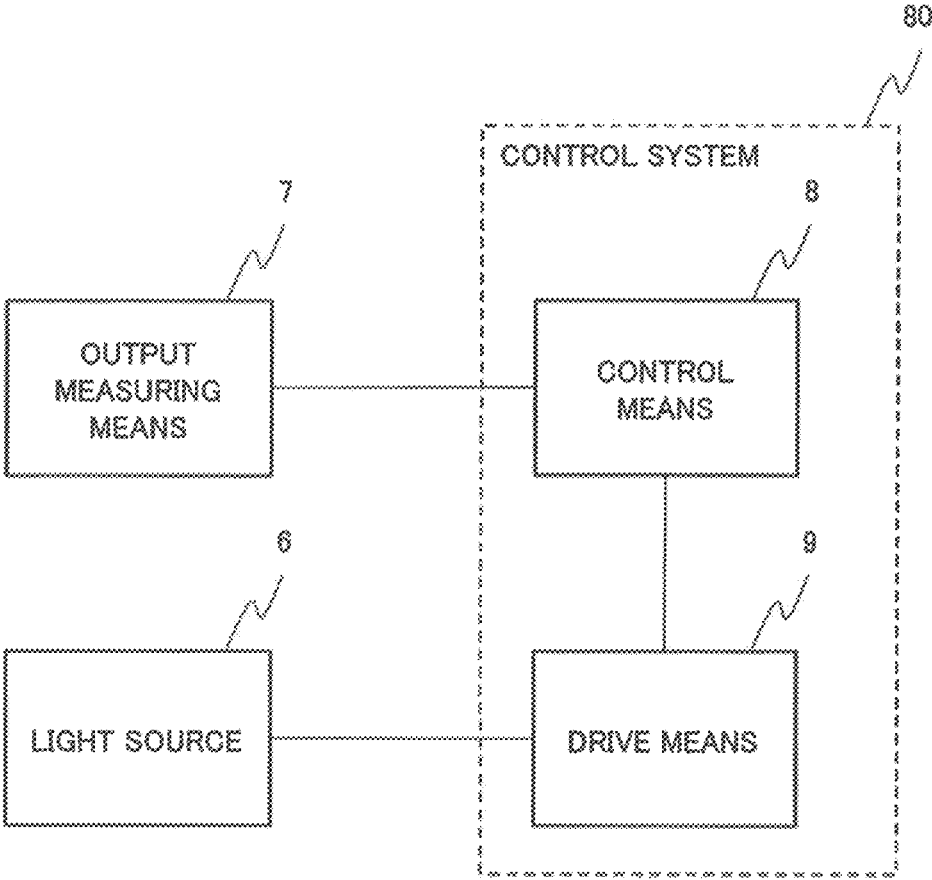 80
CONTROL SYSTEM
7
8
OUTPUT
MEASURING
MEANS
CONTROL
MEANS
6
9
LIGHT SOURCE
DRIVE MEANS